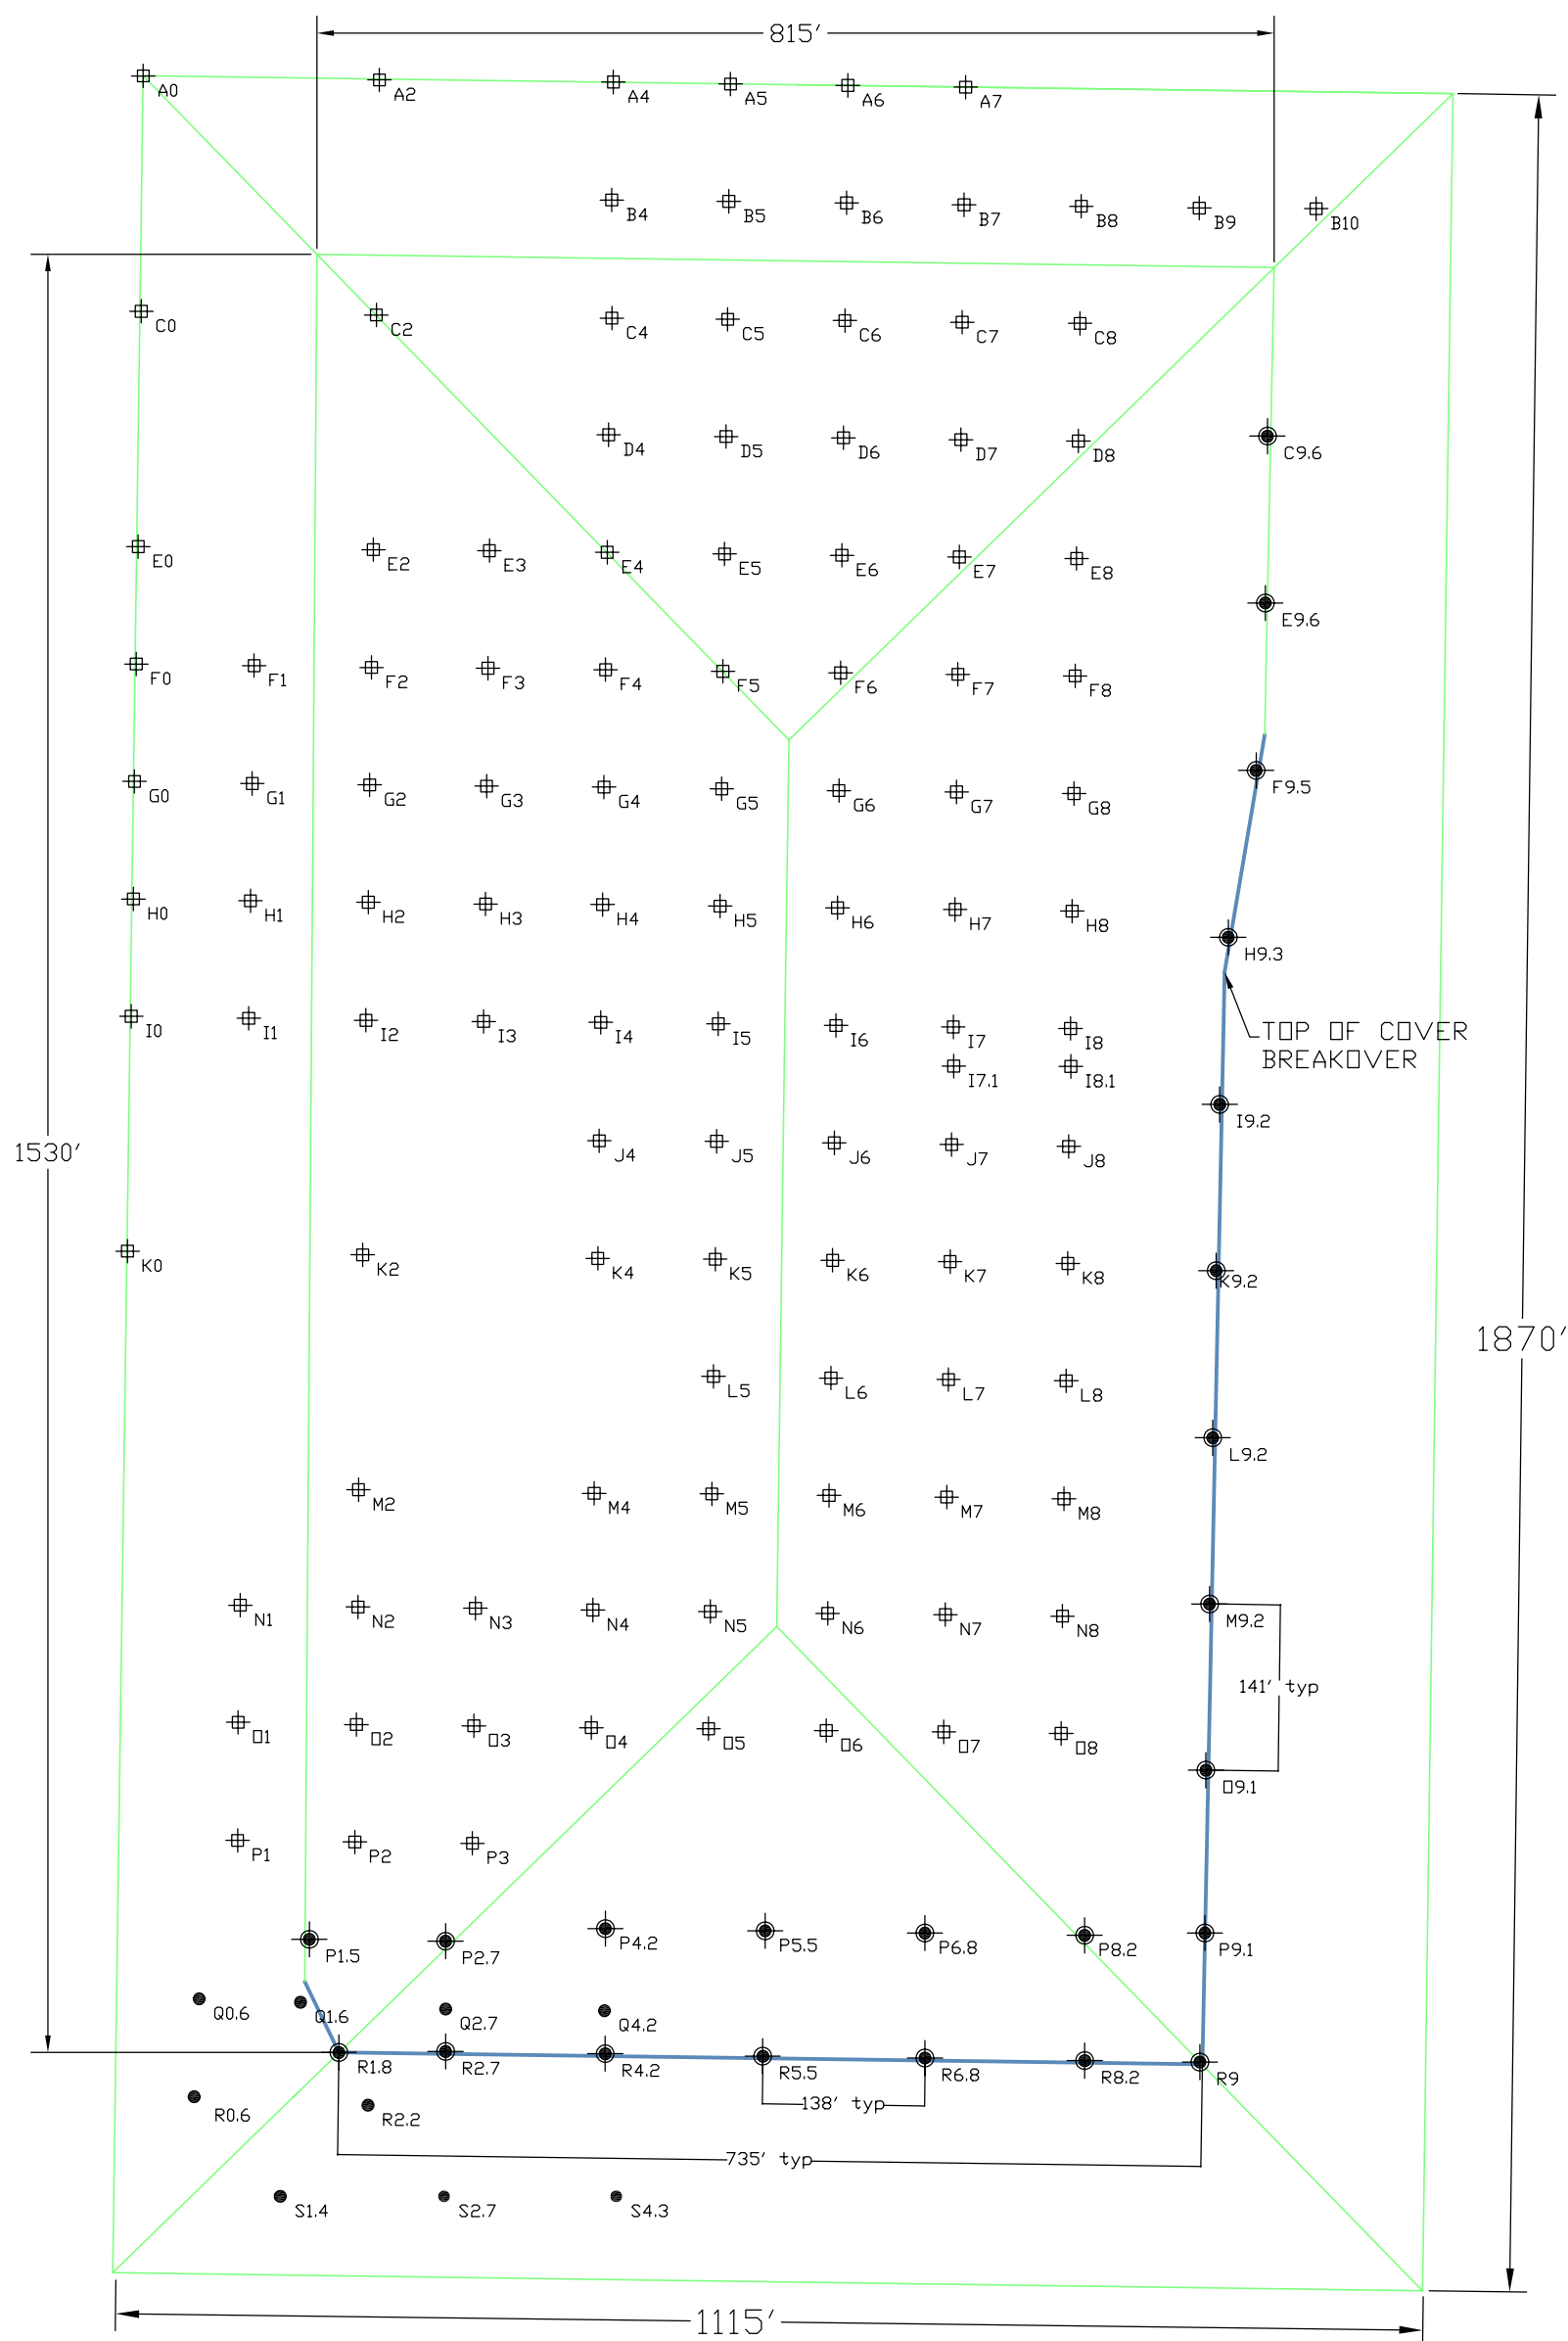 815′
A0
A2
A4
A5
A6
A7
B4
B5
B6
B7
B8
B9
B10
C0
C2
C4
C5
C6
C7
C8
D4
D5
D6
D7
D8
C9.6
E0
E2
E3
E4
E5
E6
E7
E8
E9.6
F0
F1
F2
F3
F4
F5
F6
F7
F8
G0
G1
G2
G3
G4
G5
G6
G7
G8
F9.5
H0
H1
H2
H3
H4
H5
H6
H7
H8
H9.3
I0
I1
I2
I3
I4
I5
I6
I7
I8
TOP OF COVER
BREAKOVER
I7.1
I8.1
I9.2
1530′
J4
J5
J6
J7
J8
K0
K2
K4
K5
K6
K7
K8
K9.2
1870′
L5
L6
L7
L8
L9.2
M2
M4
M5
M6
M7
M8
N1
N2
N3
N4
N5
N6
N7
N8
M9.2
141′ typ
O1
O2
O3
O4
O5
O6
O7
O8
O9.1
P1
P2
P3
P1.5
P2.7
P4.2
P5.5
P6.8
P8.2
P9.1
Q0.6
Q1.6
Q2.7
Q4.2
R1.8
R2.7
R4.2
R5.5
R6.8
R8.2
R9
138′ typ
R0.6
R2.2
735′ typ
S1.4
S2.7
S4.3
1115′